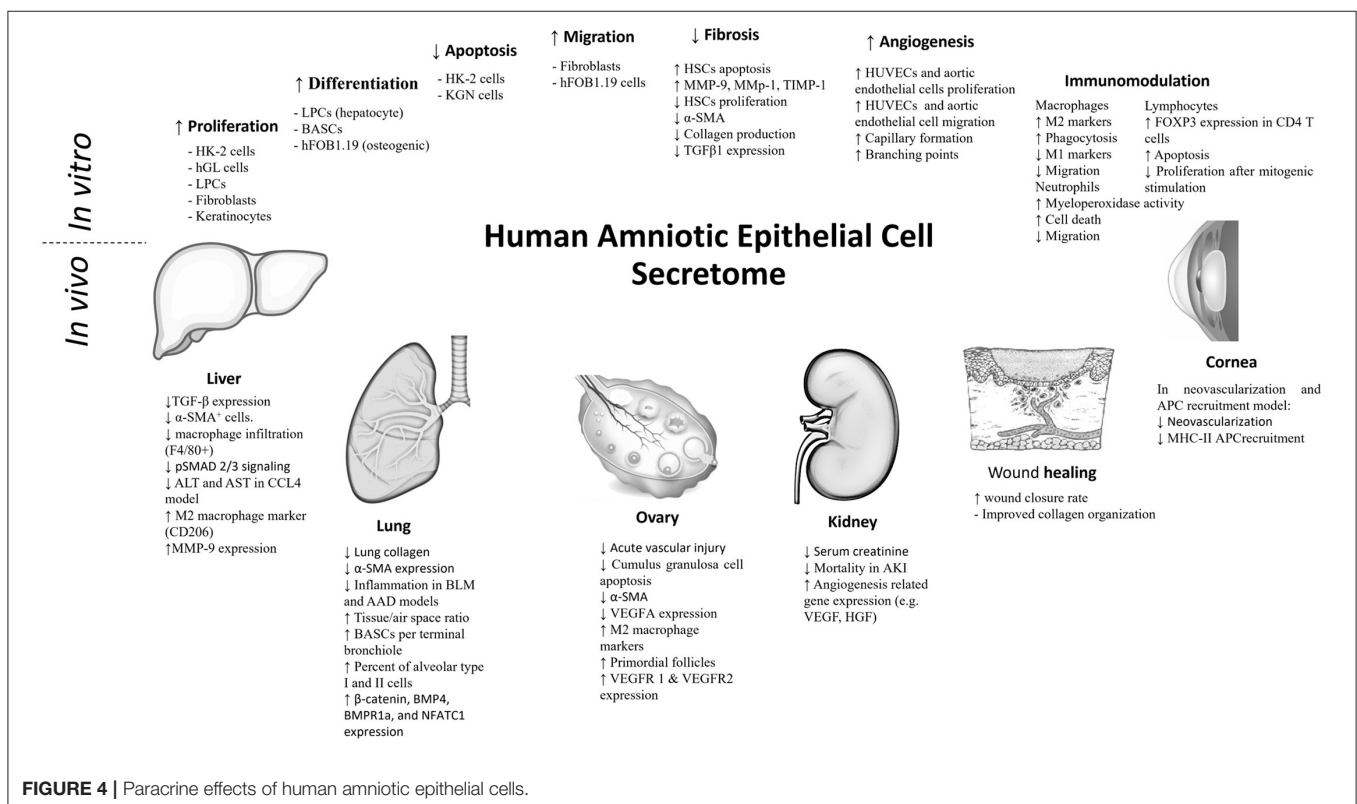 In vitro
In vivo
↑ Proliferation
- HK-2 cells
- hGL cells
- LPCs
- Fibroblasts
- Keratinocytes
↑ Differentiation
- LPCs (hepatocyte)
- BASCs
- hFOB1.19 (osteogenic)
↓ Apoptosis
- HK-2 cells
- KGN cells
↑ Migration
- Fibroblasts
- hFOB1.19 cells
↓ Fibrosis
↑ HSCs apoptosis
↑ MMP-9, MMp-1, TIMP-1
↓ HSCs proliferation
↓ α-SMA
↓ Collagen production
↓ TGFβ1 expression
↑ Angiogenesis
↑ HUVECs and aortic
endothelial cells proliferation
↑ HUVECs and aortic
endothelial cell migration
↑ Capillary formation
↑ Branching points
Immunomodulation
Macrophages
↑ M2 markers
↑ Phagocytosis
↓ M1 markers
↓ Migration
Neutrophils
↑ Myeloperoxidase activity
↑ Cell death
↓ Migration
Lymphocytes
↑ FOXP3 expression in CD4 T
cells
↑ Apoptosis
↓ Proliferation after mitogenic
stimulation
Human Amniotic Epithelial Cell
Secretome
Liver
↓TGF-β expression
↓ α-SMA⁺ cells.
↓ macrophage infiltration
(F4/80+)
↓ pSMAD 2/3 signaling
↓ ALT and AST in CCL4
model
↑ M2 macrophage marker
(CD206)
↑MMP-9 expression
Lung
↓ Lung collagen
↓ α-SMA expression
↓ Inflammation in BLM
and AAD models
↑ Tissue/air space ratio
↑ BASCs per terminal
bronchiole
↑ Percent of alveolar type
I and II cells
↑ β-catenin, BMP4,
BMPR1a, and NFATC1
expression
Ovary
↓ Acute vascular injury
↓ Cumulus granulosa cell
apoptosis
↓ α-SMA
↓ VEGFA expression
↑ M2 macrophage
markers
↑ Primordial follicles
↑ VEGFR 1 & VEGFR2
expression
Kidney
↓ Serum creatinine
↓ Mortality in AKI
↑ Angiogenesis related
gene expression (e.g.
VEGF, HGF)
Wound healing
↑ wound closure rate
- Improved collagen organization
Cornea
In neovascularization and
APC recruitment model:
↓ Neovascularization
↓ MHC-II APCrecruitment
FIGURE 4 | Paracrine effects of human amniotic epithelial cells.